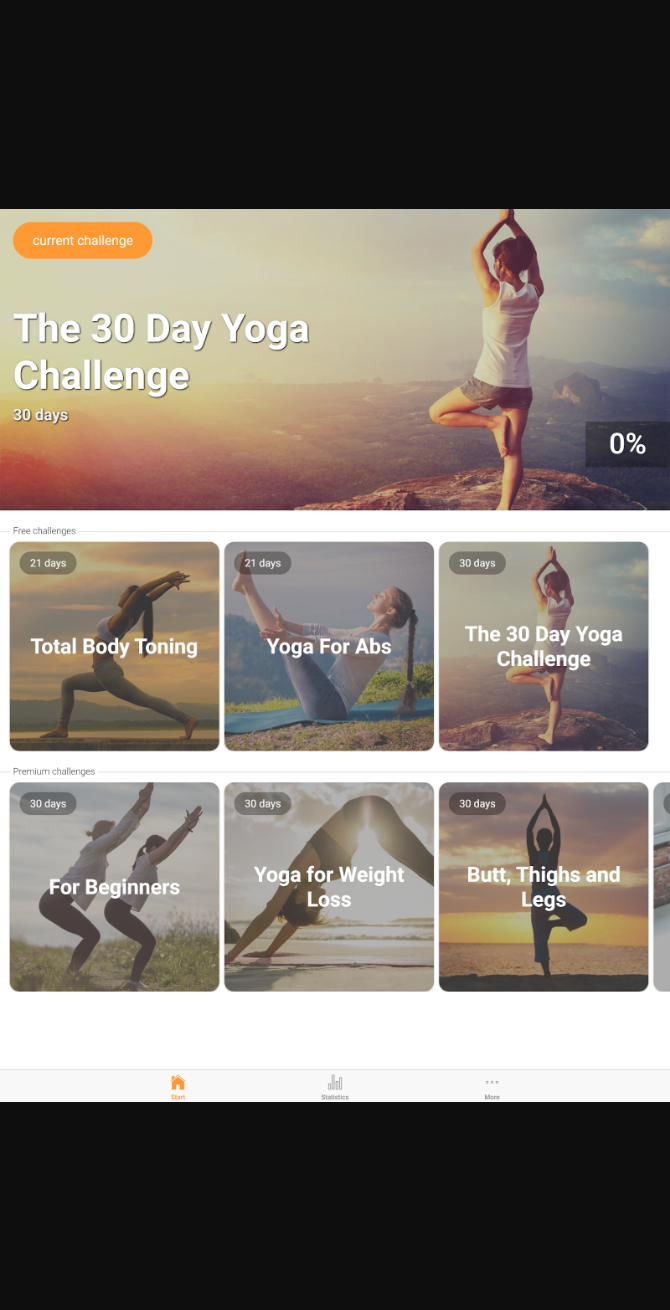 current challenge
The 30 Day Yoga
Challenge
30 days
0%
Free challenges
21 days
Total Body Toning
21 days
Yoga For Abs
30 days
The 30 Day Yoga
Challenge
Premium challenges
30 days
For Beginners
30 days
Yoga for Weight
Loss
30 days
Butt, Thighs and
Legs
Start
Statistics
More